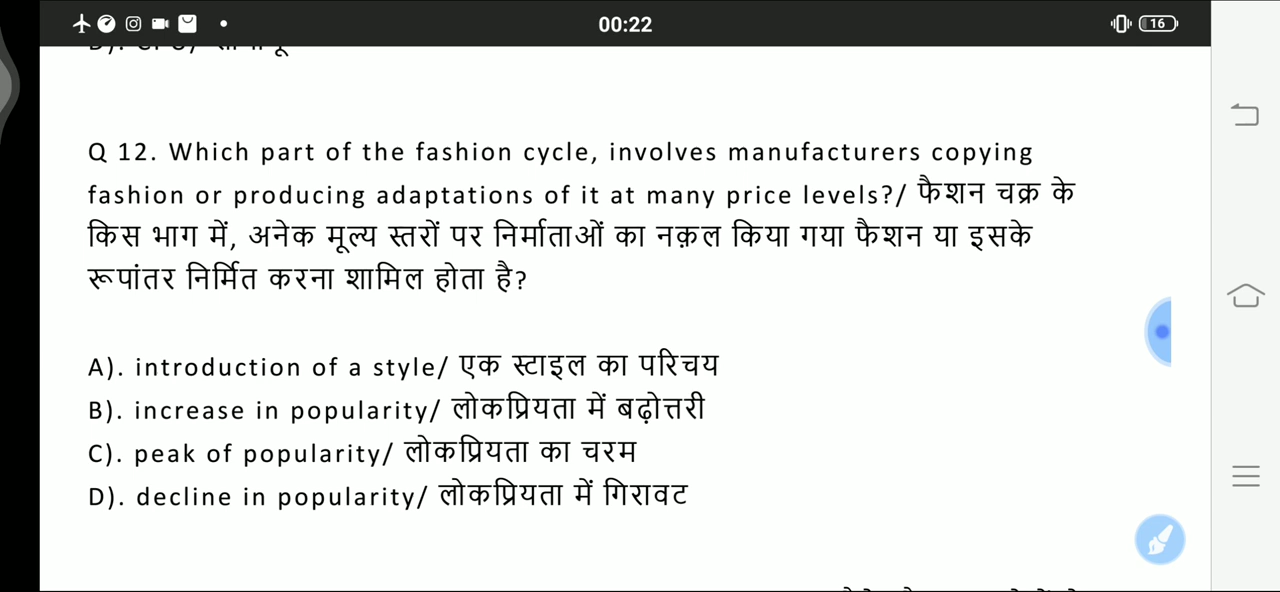 00:22
16
Q 12. Which part of the fashion cycle, involves manufacturers copying
fashion or producing adaptations of it at many price levels?/ फैशन चक्र के
किस भाग में, अनेक मूल्य स्तरों पर निर्माताओं का नक़ल किया गया फैशन या इसके
रूपांतर निर्मित करना शामिल होता है?
A). introduction of a style/ एक स्टाइल का परिचय
B). increase in popularity/ लोकप्रियता में बढ़ोत्तरी
C). peak of popularity/ लोकप्रियता का चरम
D). decline in popularity/ लोकप्रियता में गिरावट